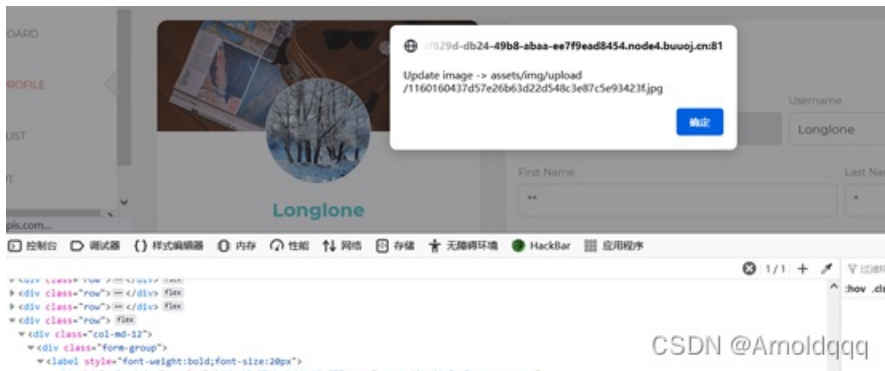 OARD
829d-db24-49b8-abaa-ee7f9ead8454.node4.buuoj.cn:81
Update image -> assets/img/upload
/1160160437d57e26b63d22d548c3e87c5e93423f.jpg
确定
PROFILE
Username
Longlone
LIST
First Name
Last Na
**
*
Longlone
pis.com...
控制台 调试器 {} 样式编辑器 内存 性能 网络 存储 无障碍环境 HackBar 应用程序
1/1 +
:hov .cl
<div class="row"> </div> flex
<div class="row"> </div> flex
<div class="row"> flex
<div class="col-md-12">
<div class="form-group">
<label style="font-weight:bold;font-size:20px">
CSDN @Arnoldqqq